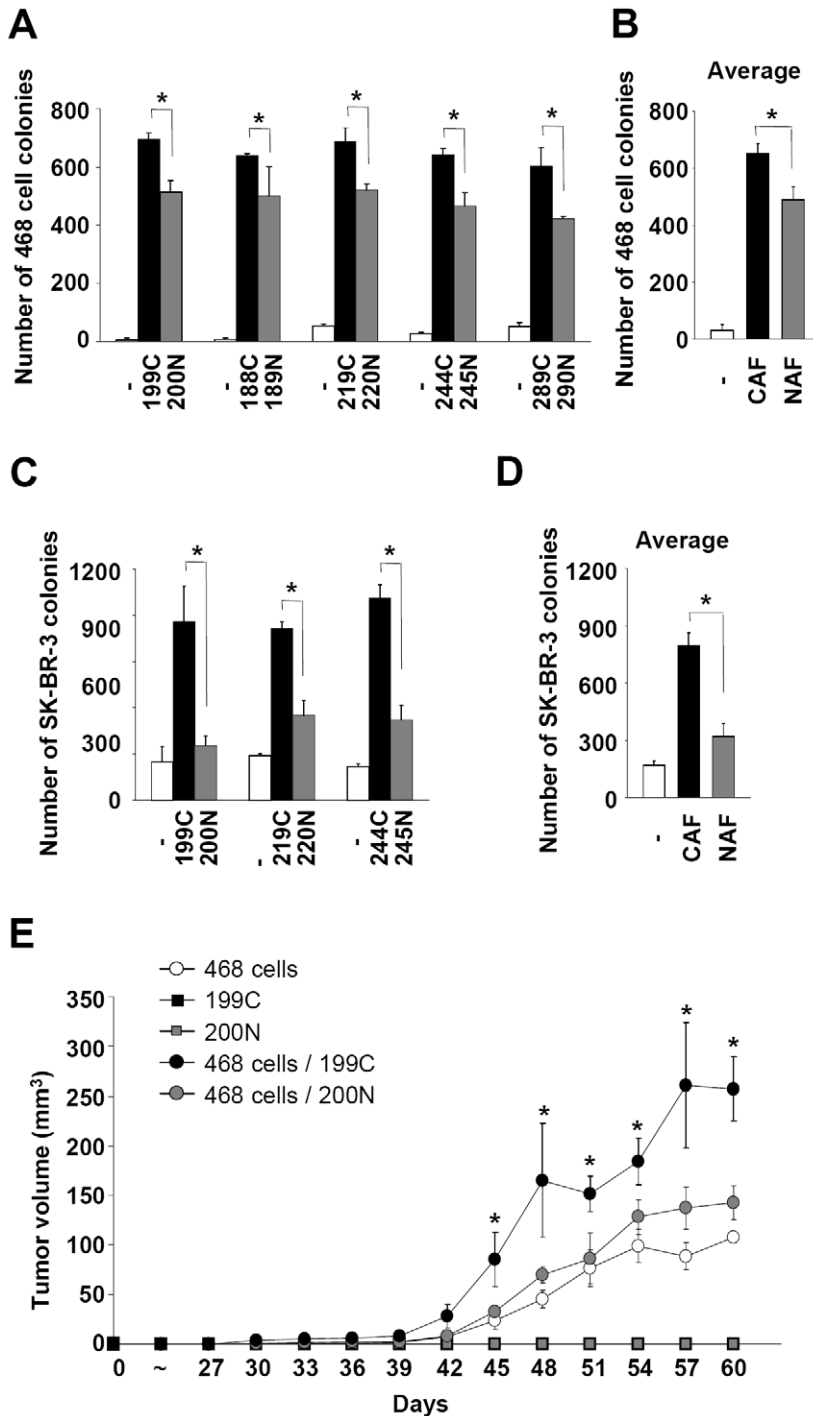 A
Number of 468 cell colonies
800
600
400
200
0
*
*
*
*
*
-
199C
200N
-
188C
189N
-
219C
220N
-
244C
245N
-
289C
290N
B
Average
Number of 468 cell colonies
800
600
400
200
0
*
-
CAF
NAF
C
Number of SK-BR-3 colonies
1200
900
600
300
0
*
*
*
-
199C
200N
-
219C
220N
-
244C
245N
D
Average
Number of SK-BR-3 colonies
1200
900
600
300
0
*
-
CAF
NAF
E
468 cells
199C
200N
468 cells / 199C
468 cells / 200N
Tumor volume (mm³)
350
300
250
200
150
100
50
0
*
*
*
*
*
*
0 ~ 27 30 33 36 39 42 45 48 51 54 57 60
Days